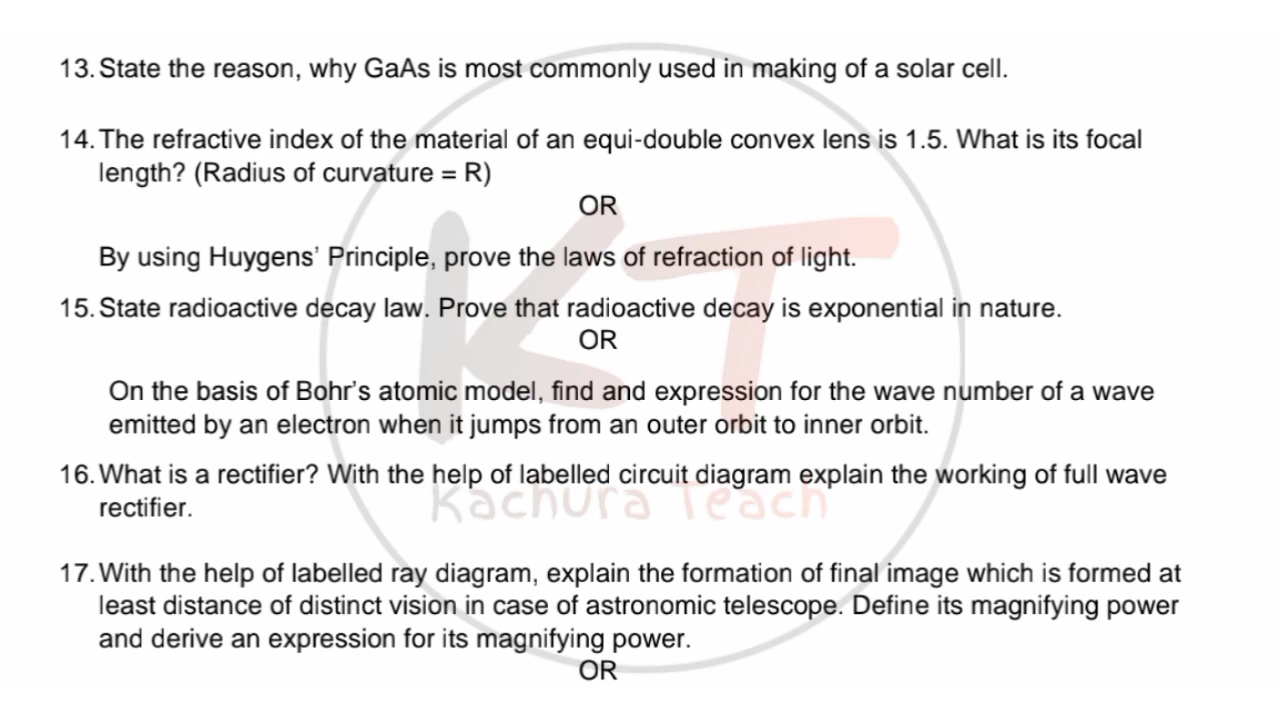 13. State the reason, why GaAs is most commonly used in making of a solar cell.
14. The refractive index of the material of an equi-double convex lens is 1.5. What is its focal
length? (Radius of curvature = R)
OR
By using Huygens' Principle, prove the laws of refraction of light.
15. State radioactive decay law. Prove that radioactive decay is exponential in nature.
OR
On the basis of Bohr's atomic model, find and expression for the wave number of a wave
emitted by an electron when it jumps from an outer orbit to inner orbit.
16. What is a rectifier? With the help of labelled circuit diagram explain the working of full wave
rectifier.
17. With the help of labelled ray diagram, explain the formation of final image which is formed at
least distance of distinct vision in case of astronomic telescope. Define its magnifying power
and derive an expression for its magnifying power.
OR
KT
Kachura Teach